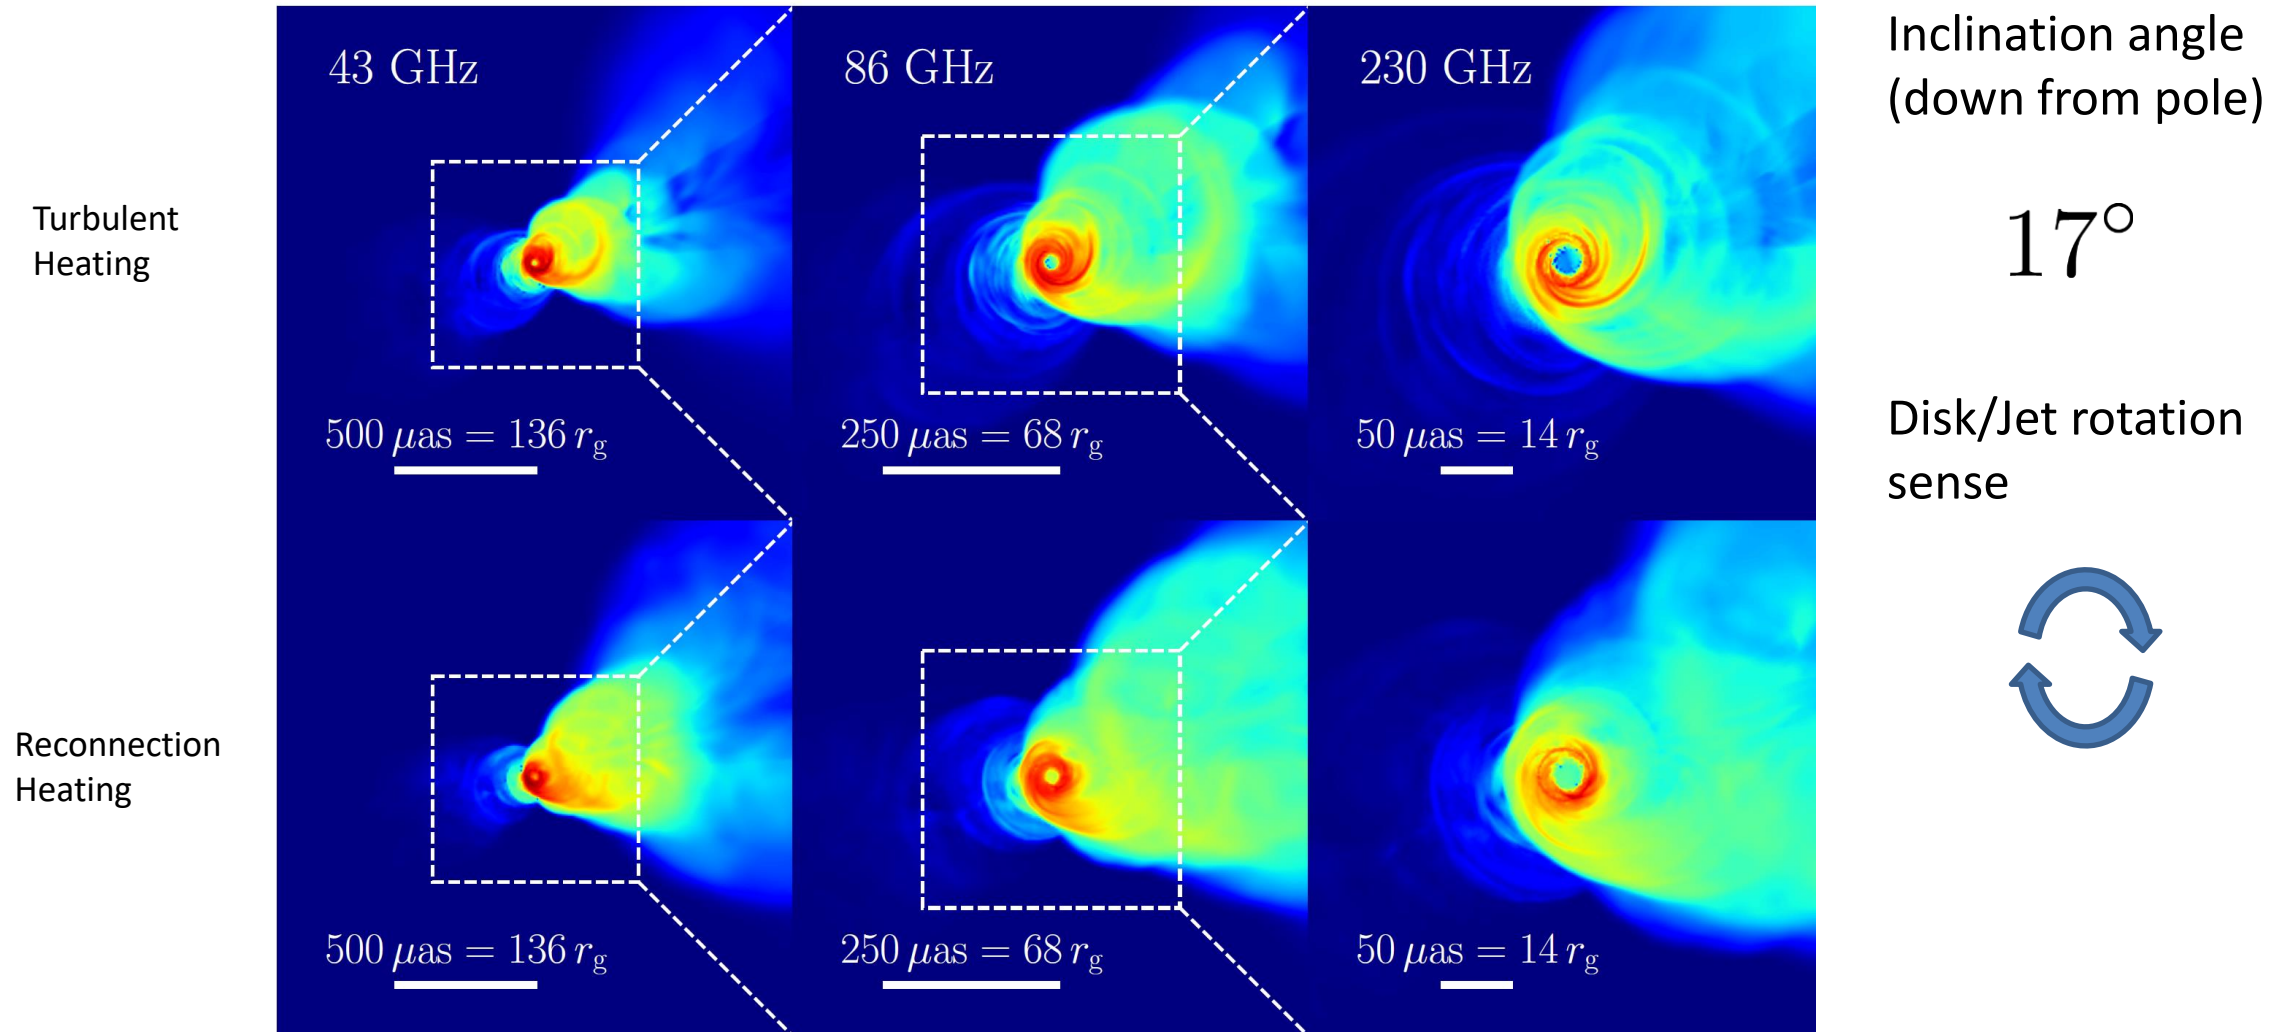 43 GHz
86 GHz
230 GHz
Inclination angle
(down from pole)
17°
Turbulent
Heating
500 μas = 136 r_g
250 μas = 68 r_g
50 μas = 14 r_g
Disk/Jet rotation
sense
Reconnection
Heating
500 μas = 136 r_g
250 μas = 68 r_g
50 μas = 14 r_g